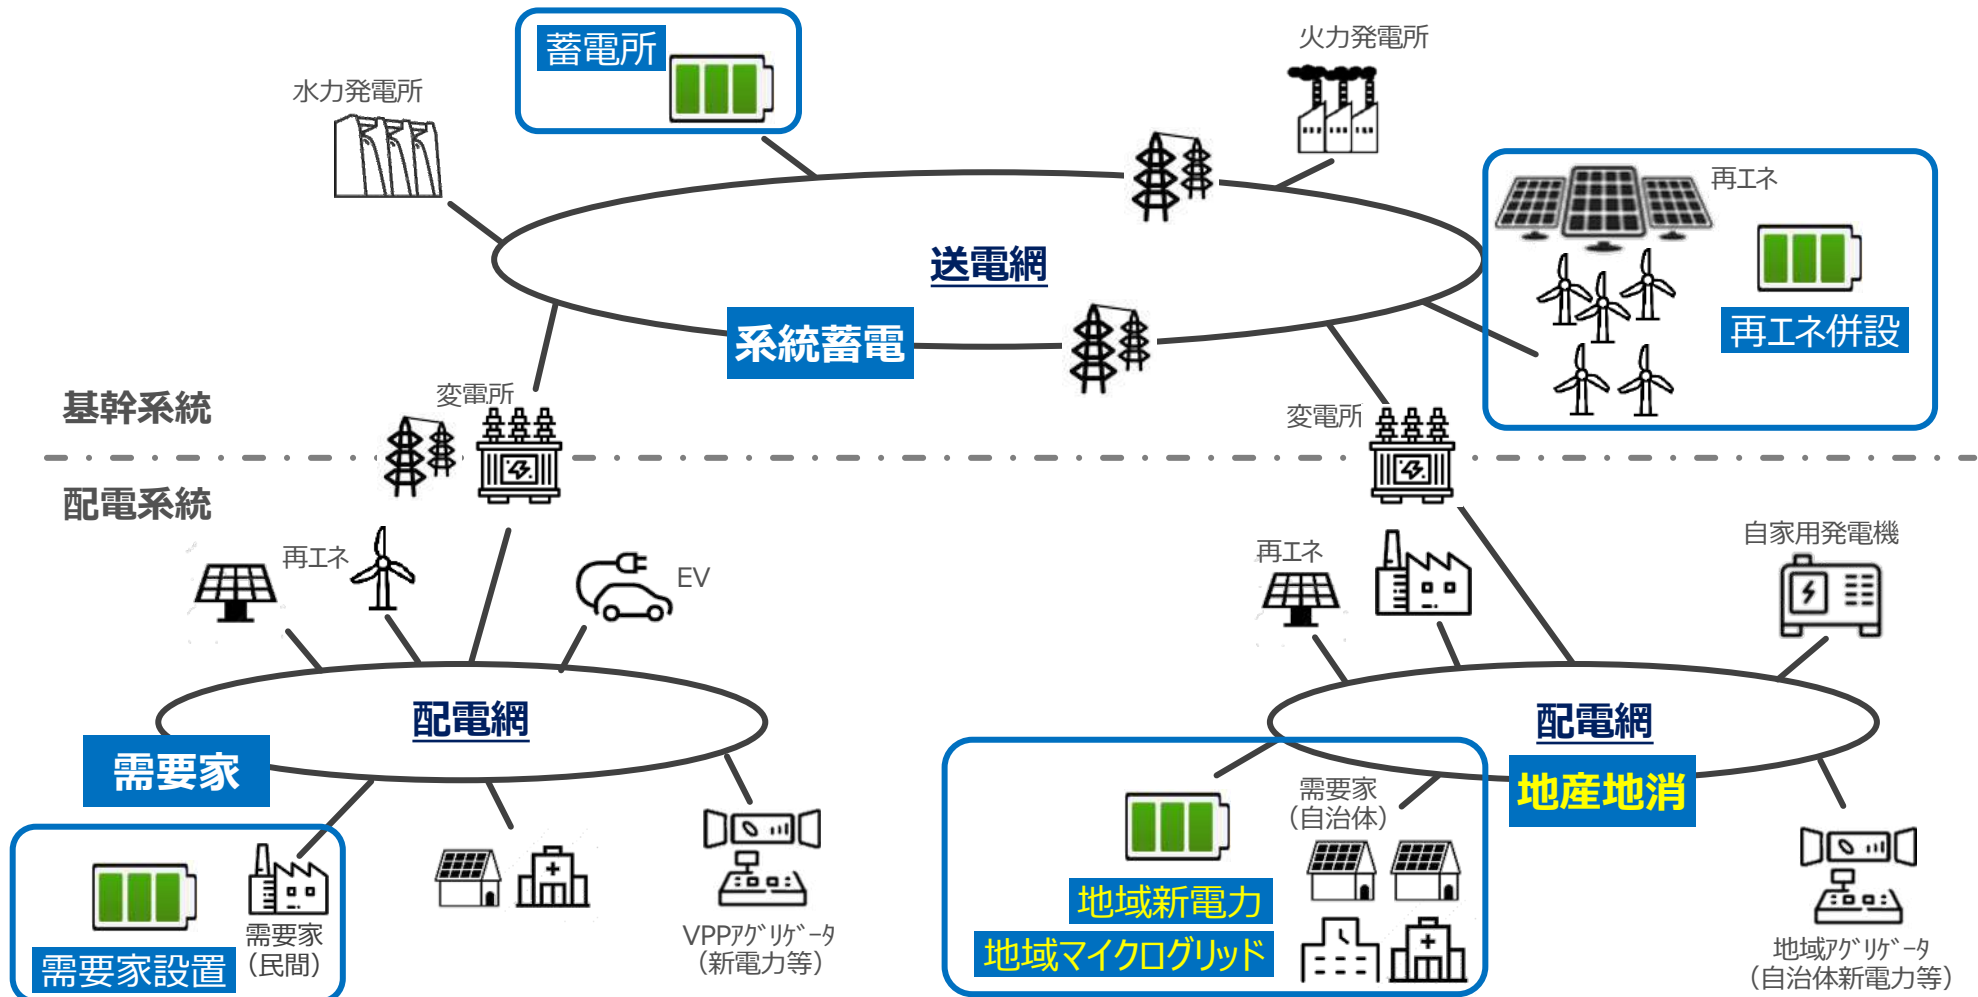 蓄電所
火力発電所
水力発電所
再エネ
送電網
再エネ併設
系統蓄電
基幹系統
変電所
変電所
配電系統
再エネ
EV
再エネ
自家用発電機
配電網
配電網
需要家
地産地消
需要家
（自治体）
地域新電力
地域マイクログリッド
需要家
（民間）
需要家設置
VPPｱｸﾞﾘｹﾞｰﾀ
（新電力等）
地域ｱｸﾞﾘｹﾞｰﾀ
（自治体新電力等）